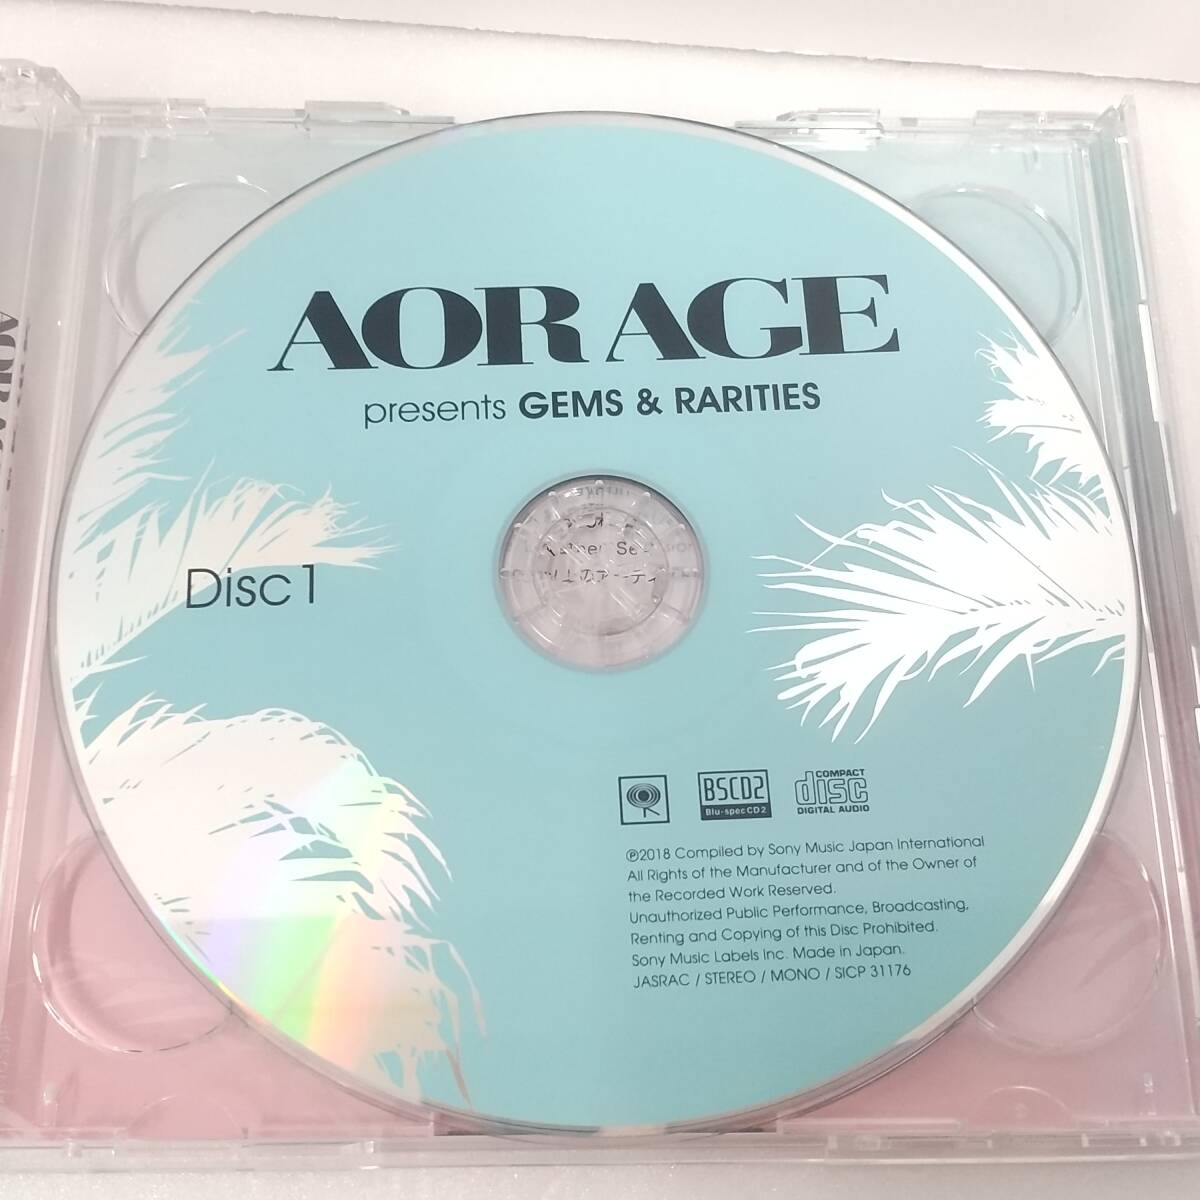 AOR AGE
presents GEMS & RARITIES
Disc 1
BSCD2
Blu-specCD2
COMPACT
disc
DIGITAL AUDIO
℗2018 Compiled by Sony Music Japan International
All Rights of the Manufacturer and of the Owner of
the Recorded Work Reserved.
Unauthorized Public Performance, Broadcasting,
Renting and Copying of this Disc Prohibited.
Sony Music Labels Inc. Made in Japan.
JASRAC / STEREO / MONO / SICP 31176